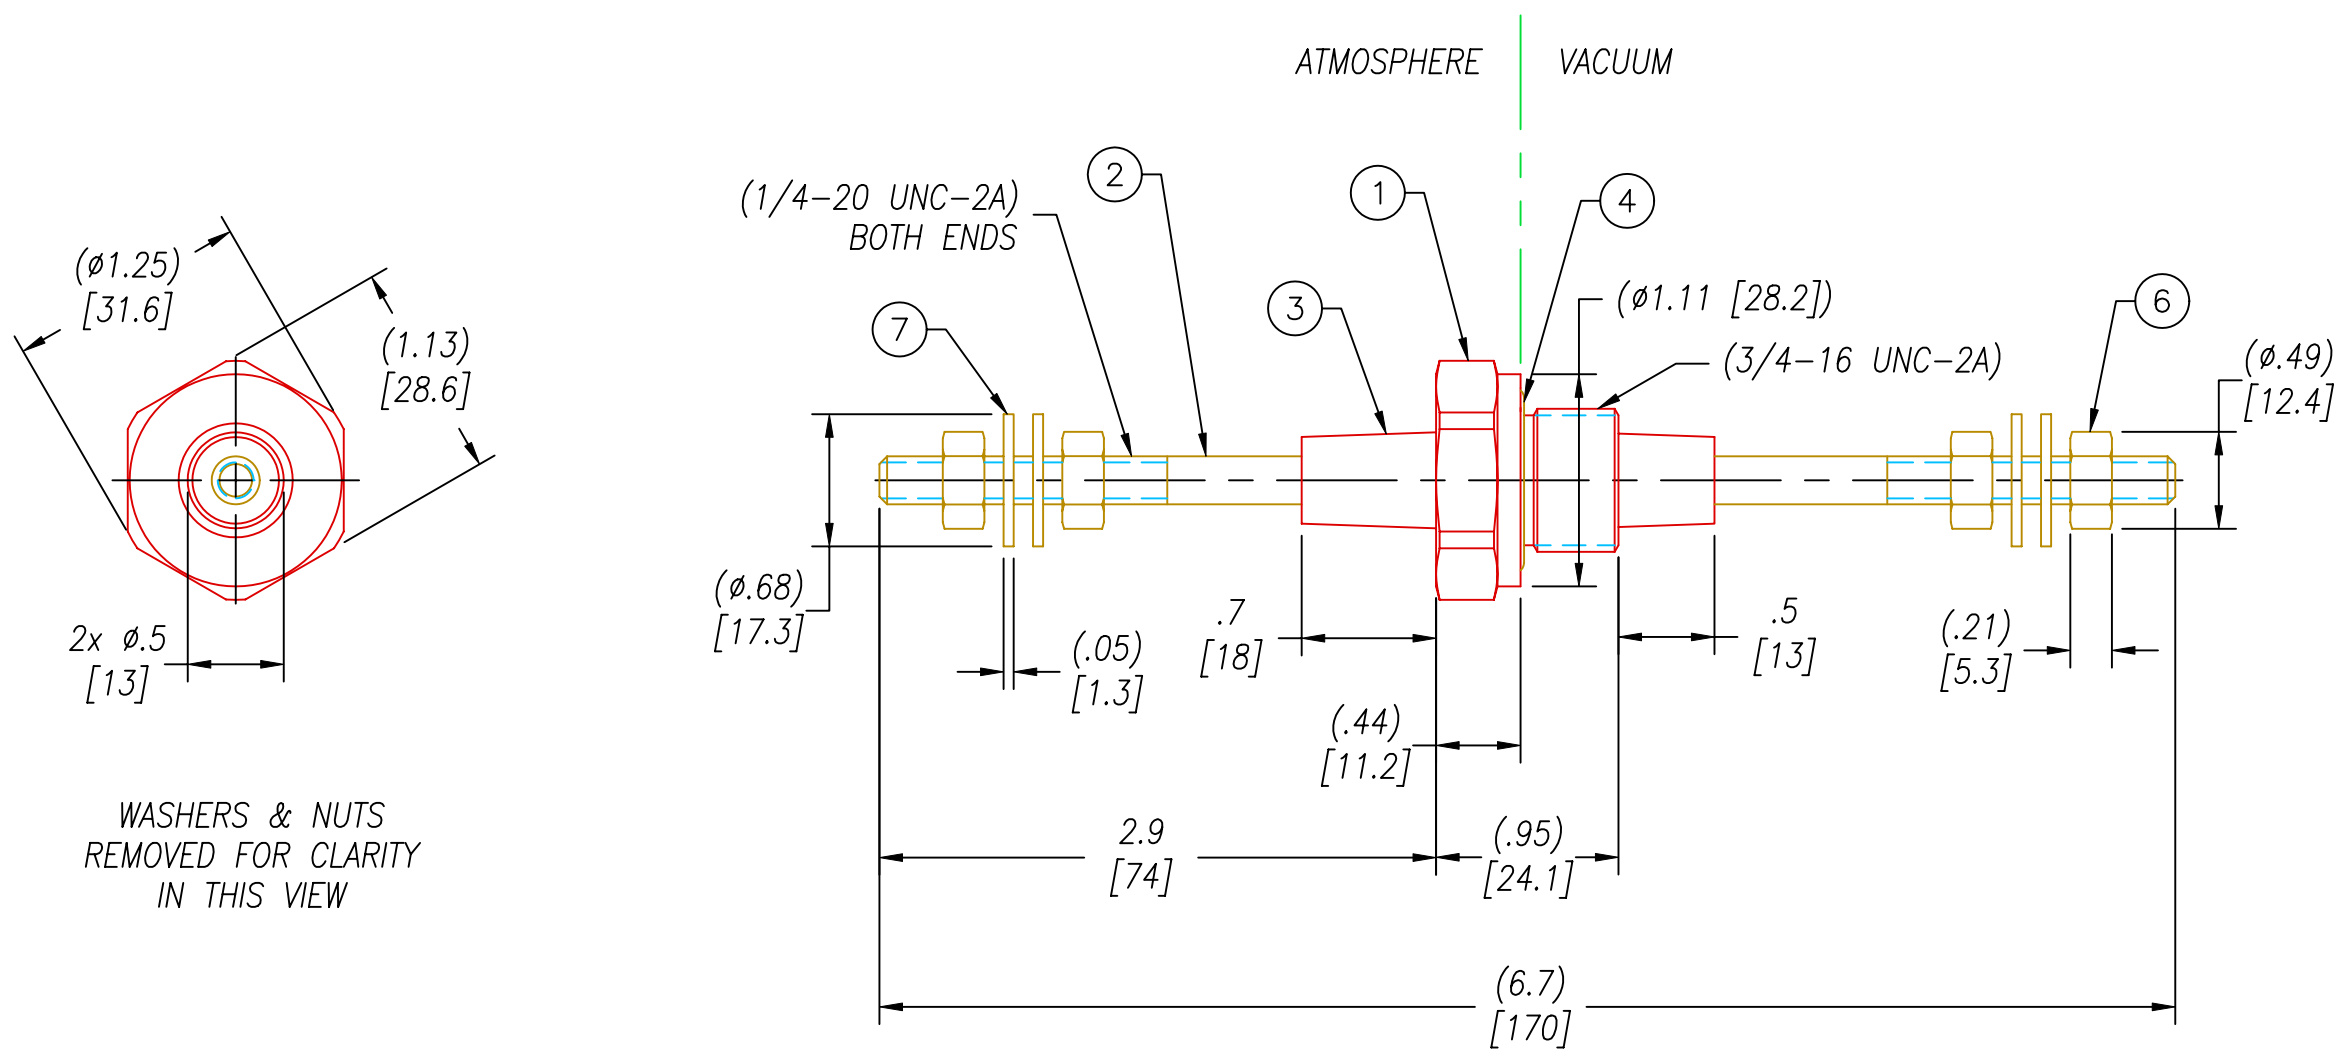 ATMOSPHERE
VACUUM
(1/4-20 UNC-2A)
BOTH ENDS
2
1
4
(ø1.25)
[31.6]
(1.13)
[28.6]
7
3
(ø1.11 [28.2])
6
(3/4-16 UNC-2A)
(ø.49)
[12.4]
(ø.68)
[17.3]
2x ø.5
[13]
(.05)
[1.3]
.7
[18]
.5
[13]
(.21)
[5.3]
(.44)
[11.2]
WASHERS & NUTS
REMOVED FOR CLARITY
IN THIS VIEW
2.9
[74]
(.95)
[24.1]
(6.7)
[170]